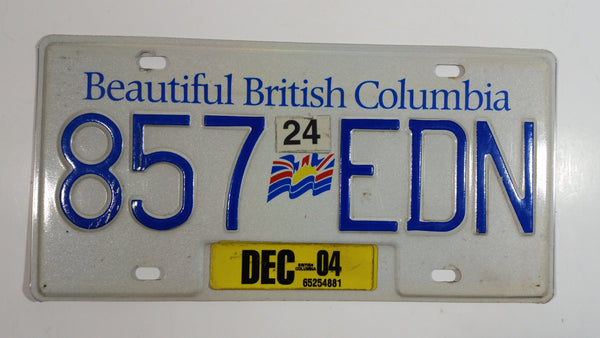 Beautiful British Columbia
24
857 EDN
DEC BRITISH COLUMBIA 04
65254881